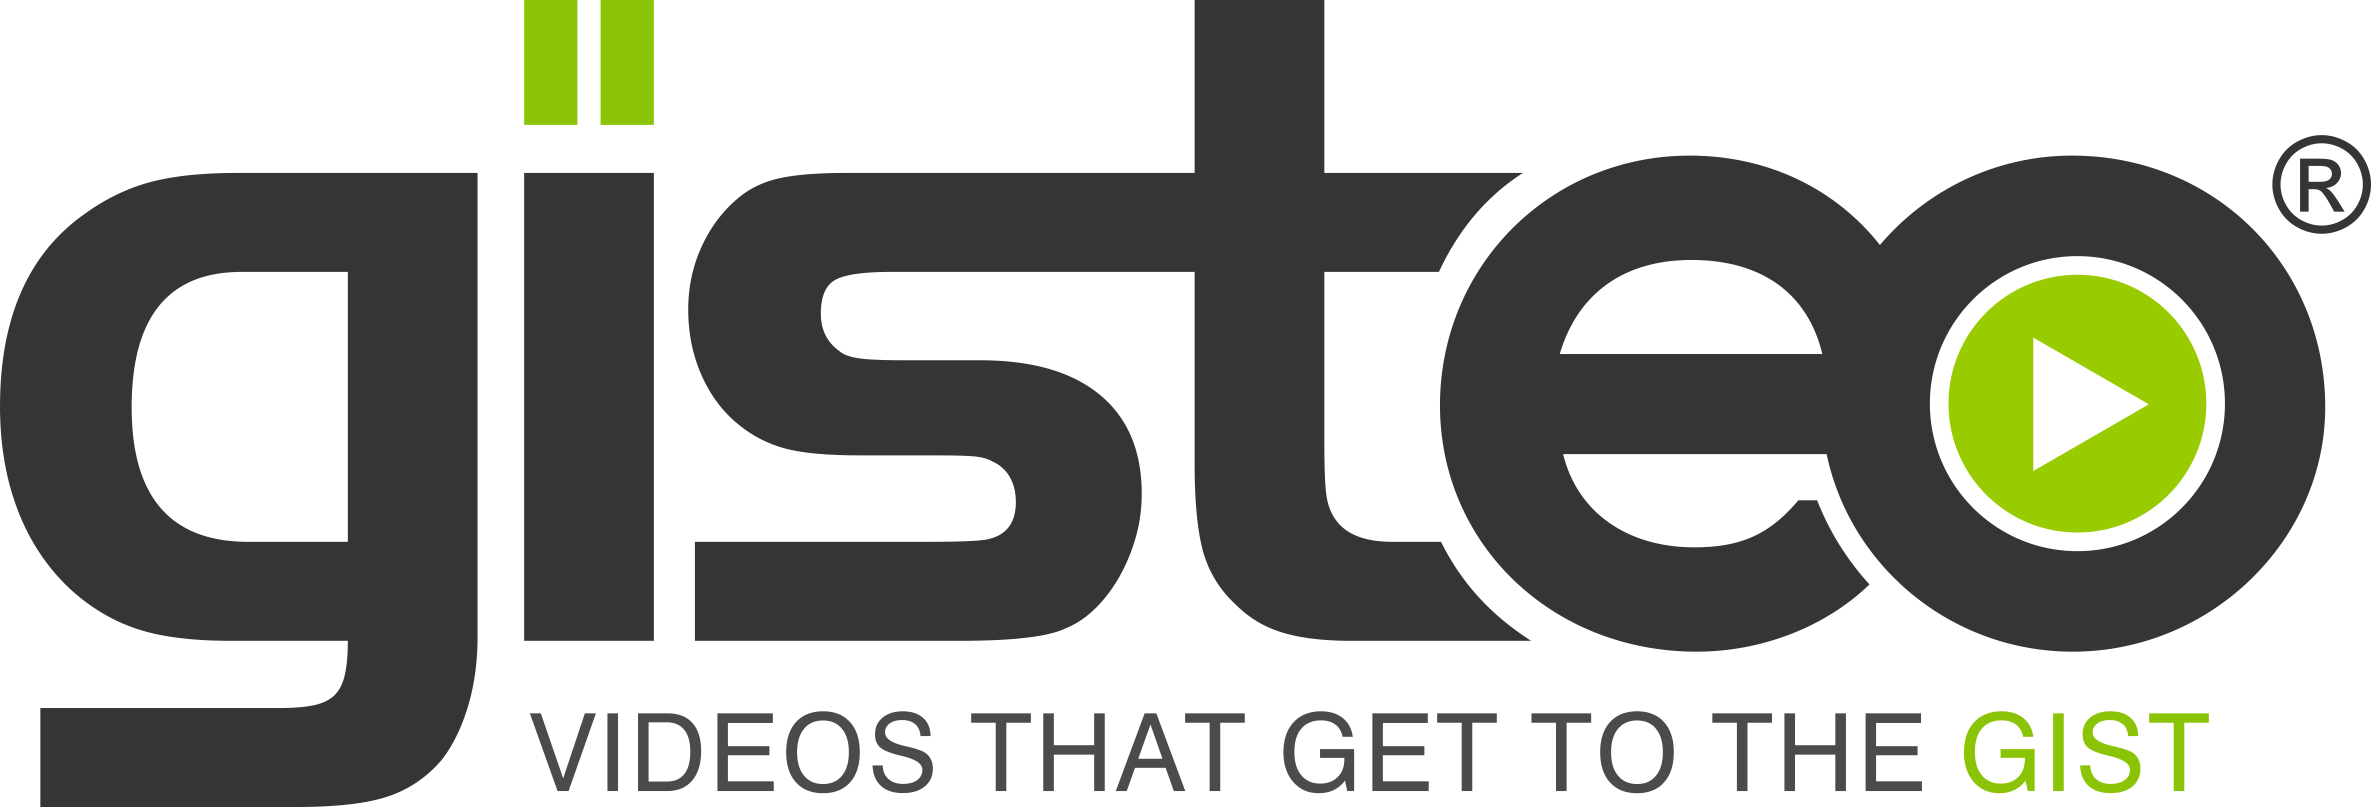 gisteo®
VIDEOS THAT GET TO THE GIST